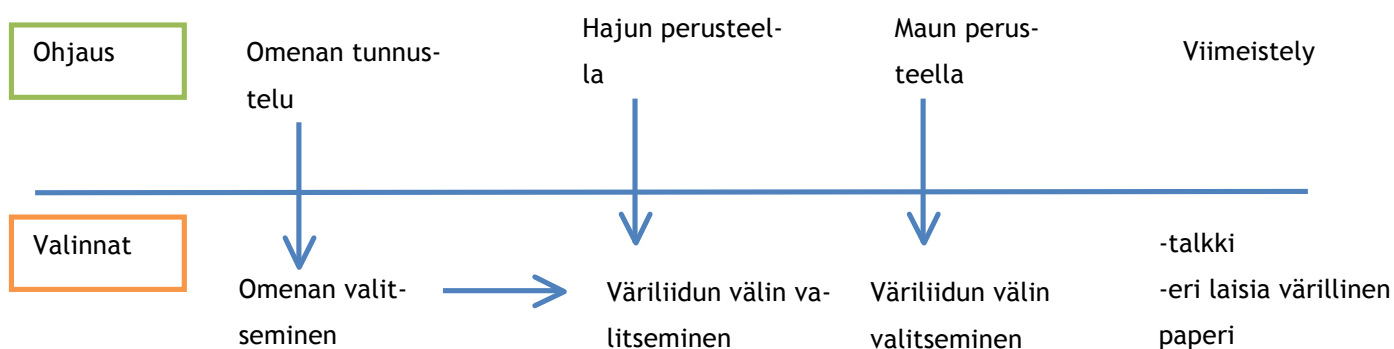 Ohjaus
Omenan tunnus-
telu
Hajun perusteel-
la
Maun perus-
teella
Viimeistely
Valinnat
Omenan valit-
seminen
Väriliidun välin va-
litseminen
Väriliidun välin
valitseminen
-talkki
-eri laisia värillinen
paperi